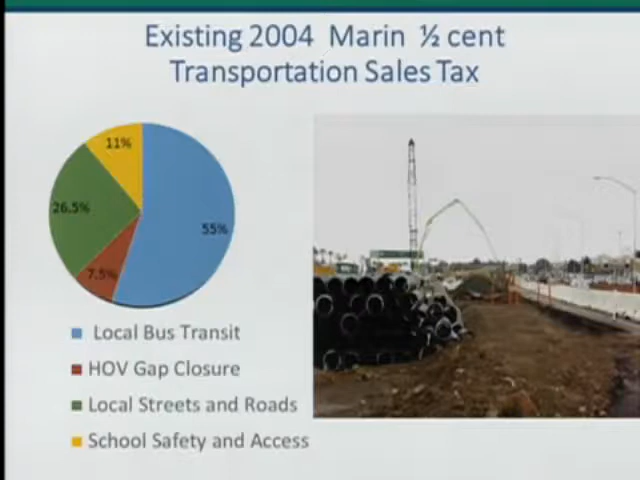 Existing 2004 Marin ½ cent
Transportation Sales Tax
11%
26.5%
55%
7.5%
Local Bus Transit
HOV Gap Closure
Local Streets and Roads
School Safety and Access